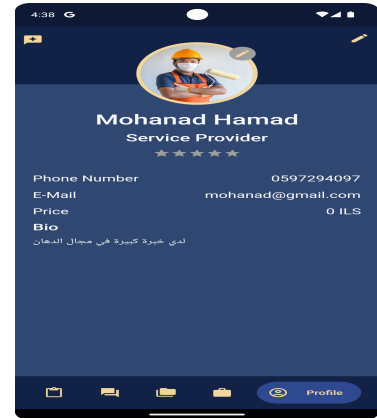 4:38 G
Mohanad Hamad
Service Provider
Phone Number 0597294097
E-Mail mohanad@gmail.com
Price 0 ILS
Bio
لدي خبرة كبيرة في مجال الدهان
Profile